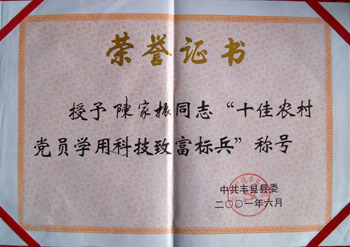 荣誉证书
授予陳家振同志“十佳农村
党员学用科技致富标兵”称号
中共丰县县委
二〇〇一年六月